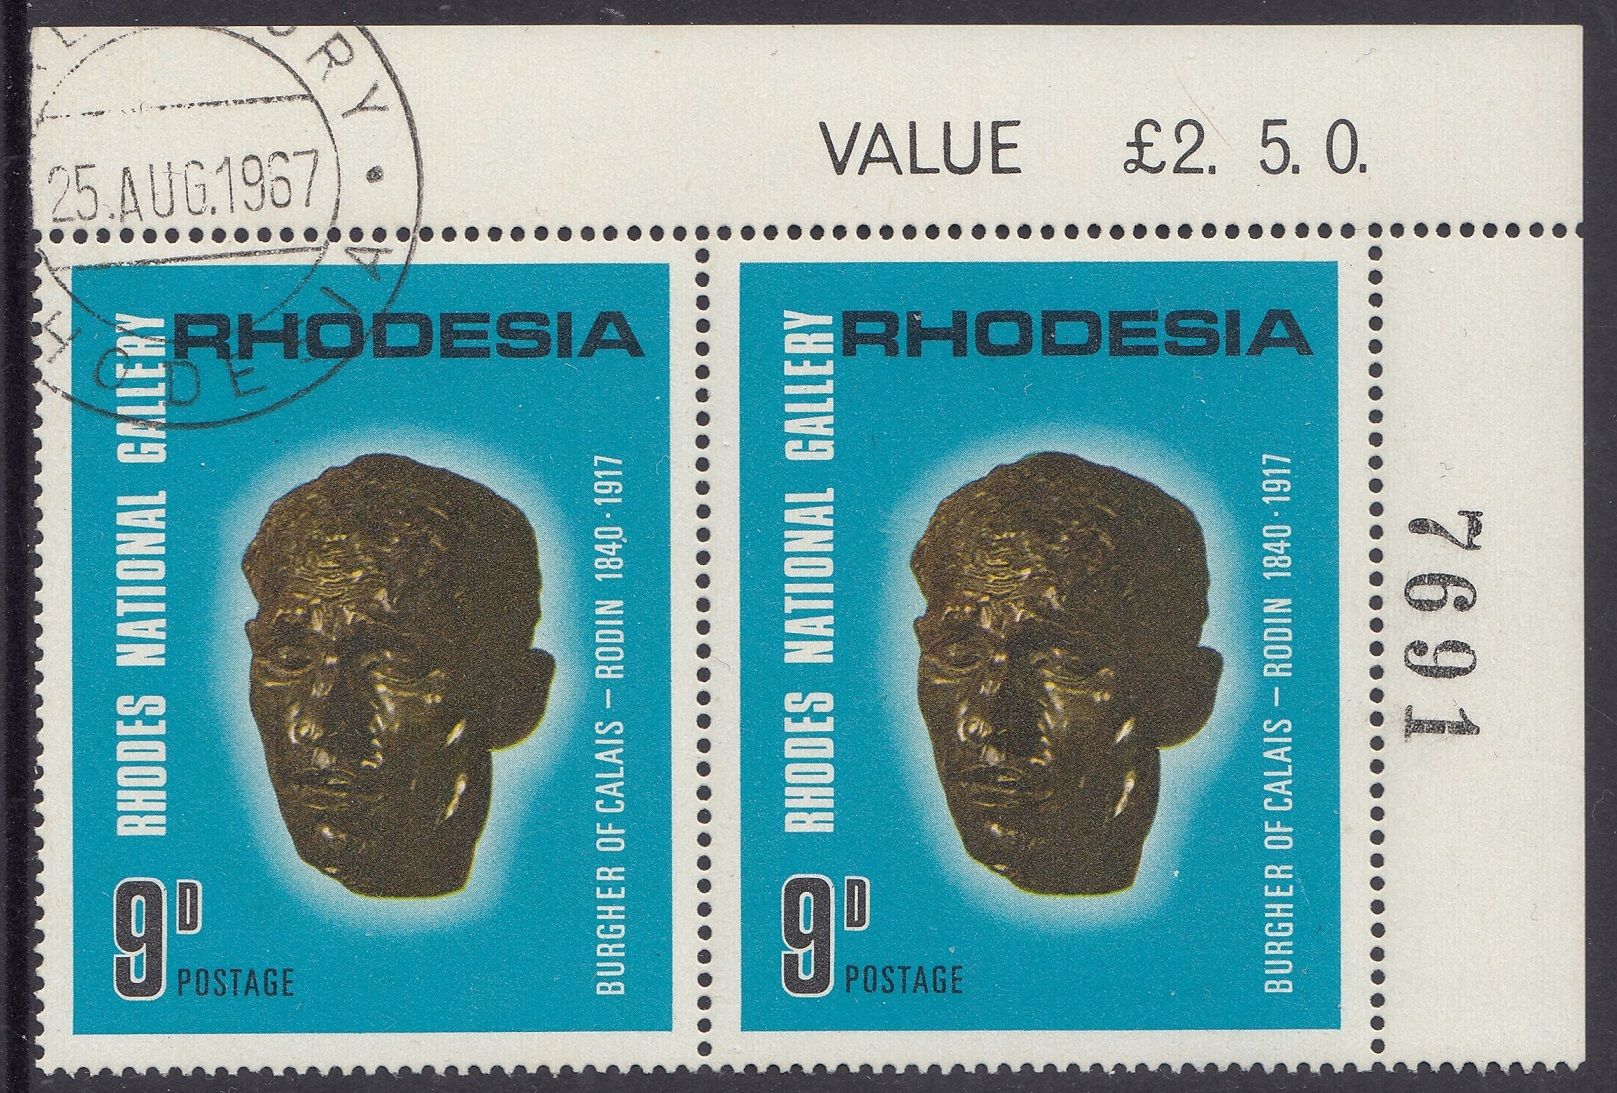 VALUE £2. 5. 0.
25.AUG.1967
RHODESIA
RHODES NATIONAL GALLERY
BURGHER OF CALAIS – RODIN 1840·1917
9D
POSTAGE
RHODESIA
RHODES NATIONAL GALLERY
BURGHER OF CALAIS – RODIN 1840·1917
9D
POSTAGE
7691